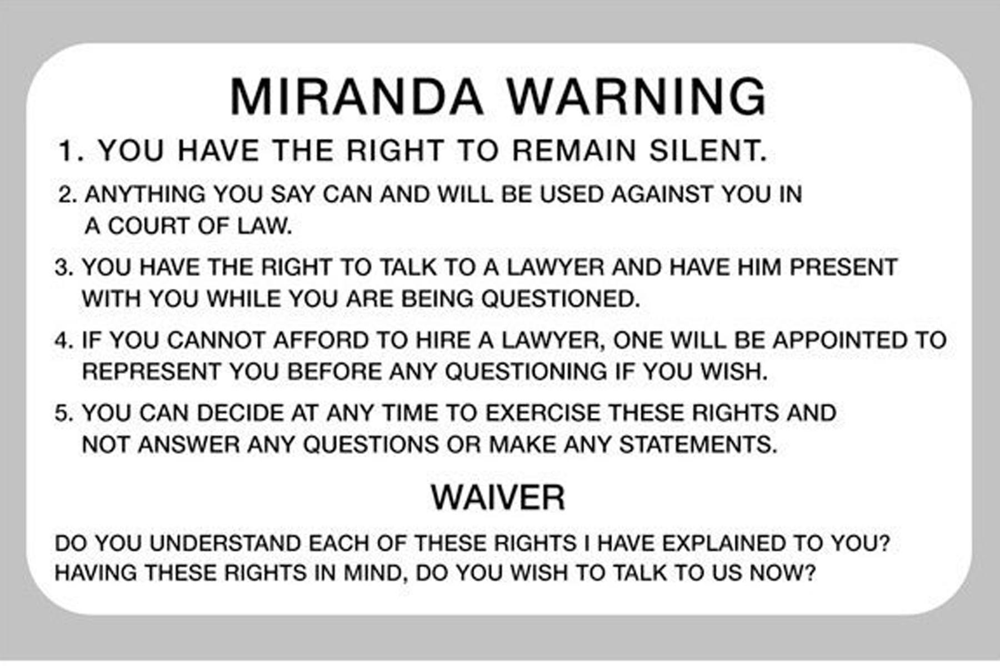 MIRANDA WARNING
1. YOU HAVE THE RIGHT TO REMAIN SILENT.
2. ANYTHING YOU SAY CAN AND WILL BE USED AGAINST YOU IN
A COURT OF LAW.
3. YOU HAVE THE RIGHT TO TALK TO A LAWYER AND HAVE HIM PRESENT
WITH YOU WHILE YOU ARE BEING QUESTIONED.
4. IF YOU CANNOT AFFORD TO HIRE A LAWYER, ONE WILL BE APPOINTED TO
REPRESENT YOU BEFORE ANY QUESTIONING IF YOU WISH.
5. YOU CAN DECIDE AT ANY TIME TO EXERCISE THESE RIGHTS AND
NOT ANSWER ANY QUESTIONS OR MAKE ANY STATEMENTS.
WAIVER
DO YOU UNDERSTAND EACH OF THESE RIGHTS I HAVE EXPLAINED TO YOU?
HAVING THESE RIGHTS IN MIND, DO YOU WISH TO TALK TO US NOW?